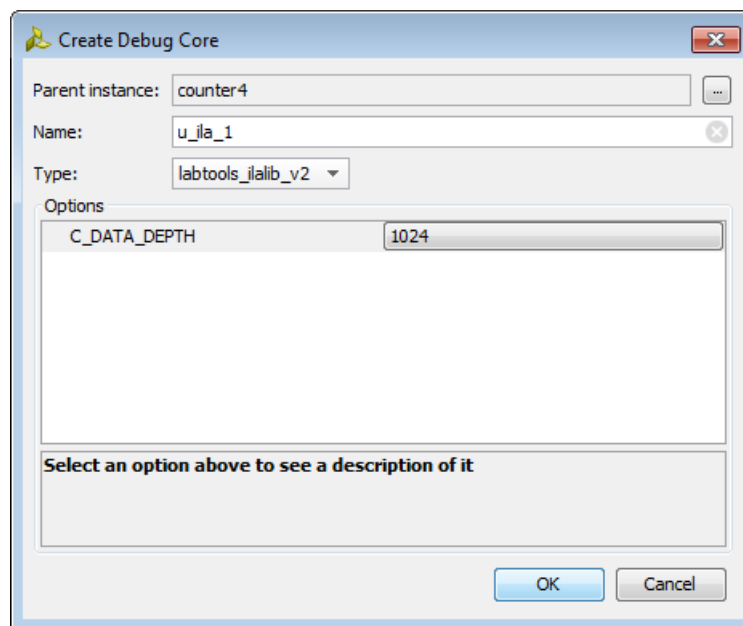 Create Debug Core
Parent instance: counter4 ...
Name: u_ila_1
Type: labtools_ilalib_v2
Options
C_DATA_DEPTH 1024
Select an option above to see a description of it
OK Cancel